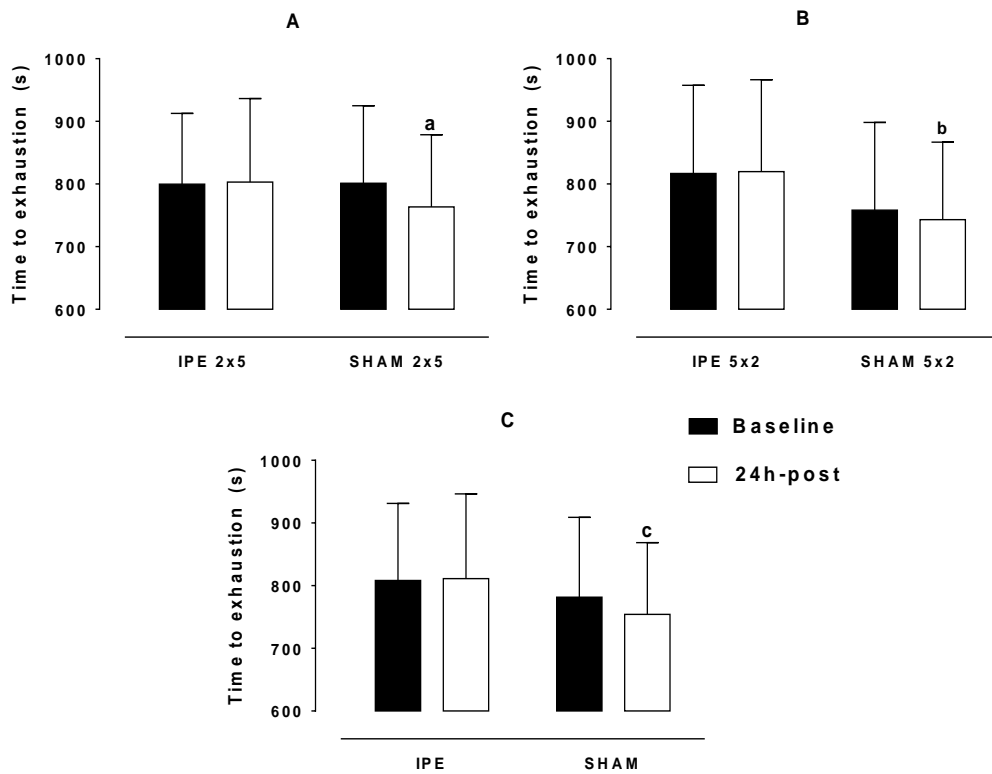 A
Time to exhaustion (s)
1000
900
800
700
600
a
IPE 2x5 SHAM 2x5
B
Time to exhaustion (s)
1000
900
800
700
600
b
IPE 5x2 SHAM 5x2
C
Time to exhaustion (s)
1000
900
800
700
600
c
IPE SHAM
Baseline
24h-post